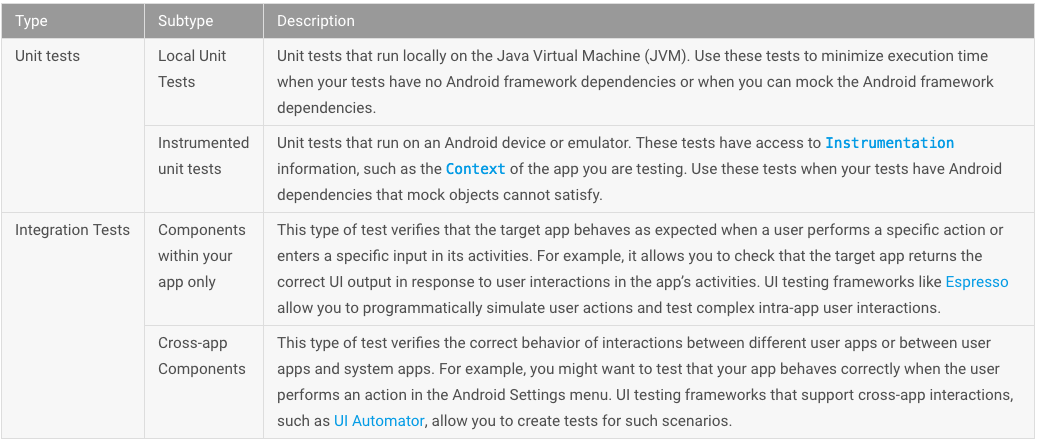 Type Subtype Description
Unit tests Local Unit Unit tests that run locally on the Java Virtual Machine (JVM). Use these tests to minimize execution time
Tests when your tests have no Android framework dependencies or when you can mock the Android framework
dependencies.
Instrumented Unit tests that run on an Android device or emulator. These tests have access to Instrumentation
unit tests information, such as the Context of the app you are testing. Use these tests when your tests have Android
dependencies that mock objects cannot satisfy.
Integration Tests Components This type of test verifies that the target app behaves as expected when a user performs a specific action or
within your enters a specific input in its activities. For example, it allows you to check that the target app returns the
app only correct UI output in response to user interactions in the app's activities. UI testing frameworks like Espresso
allow you to programmatically simulate user actions and test complex intra-app user interactions.
Cross-app This type of test verifies the correct behavior of interactions between different user apps or between user
Components apps and system apps. For example, you might want to test that your app behaves correctly when the user
performs an action in the Android Settings menu. UI testing frameworks that support cross-app interactions,
such as UI Automator, allow you to create tests for such scenarios.